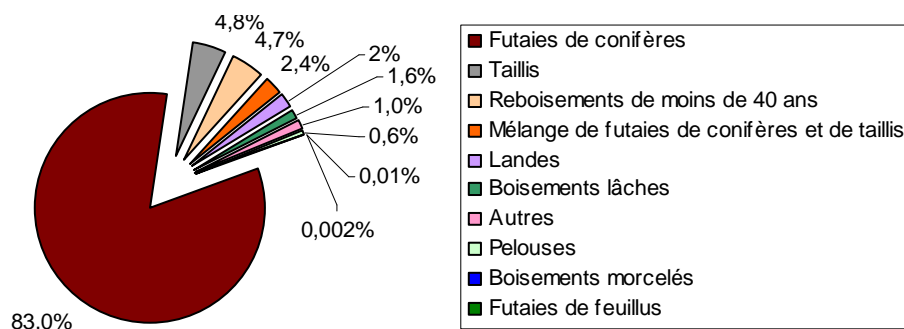 4,8%
4,7%
2,4%
2%
1,6%
1,0%
0,6%
0,01%
0,002%
83.0%
Futaies de conifères
Taillis
Reboisements de moins de 40 ans
Mélange de futaies de conifères et de taillis
Landes
Boisements lâches
Autres
Pelouses
Boisements morcelés
Futaies de feuillus